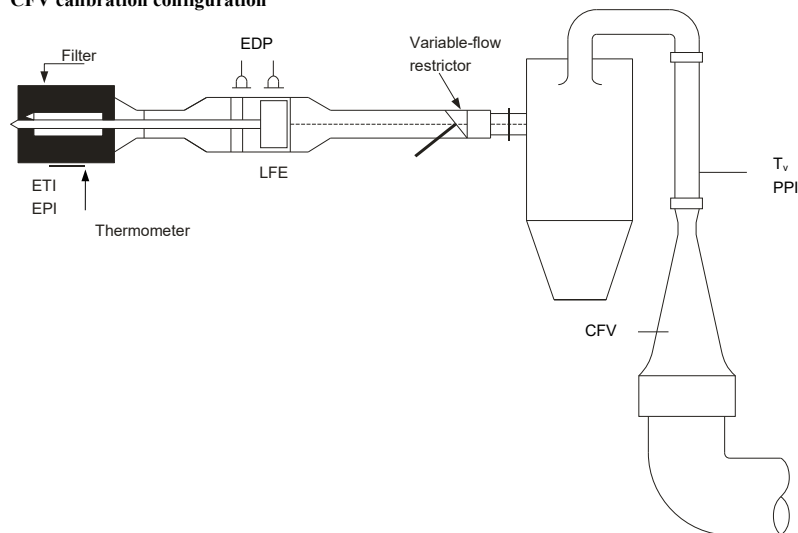 CFV calibration configuration
Filter
EDP
Variable-flow
restrictor
LFE
ETI
EPI
Thermometer
Tv
PPI
CFV